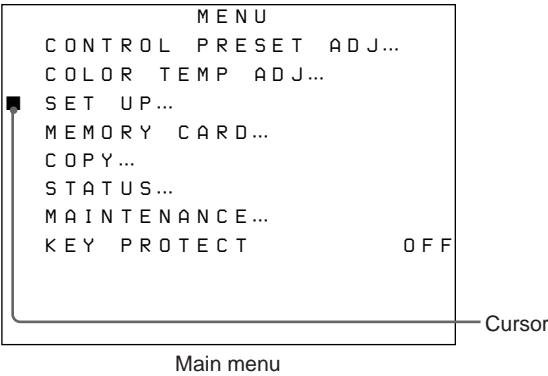 MENU
CONTROL PRESET ADJ…
COLOR TEMP ADJ…
SET UP…
MEMORY CARD…
COPY…
STATUS…
MAINTENANCE…
KEY PROTECT OFF
Cursor
Main menu